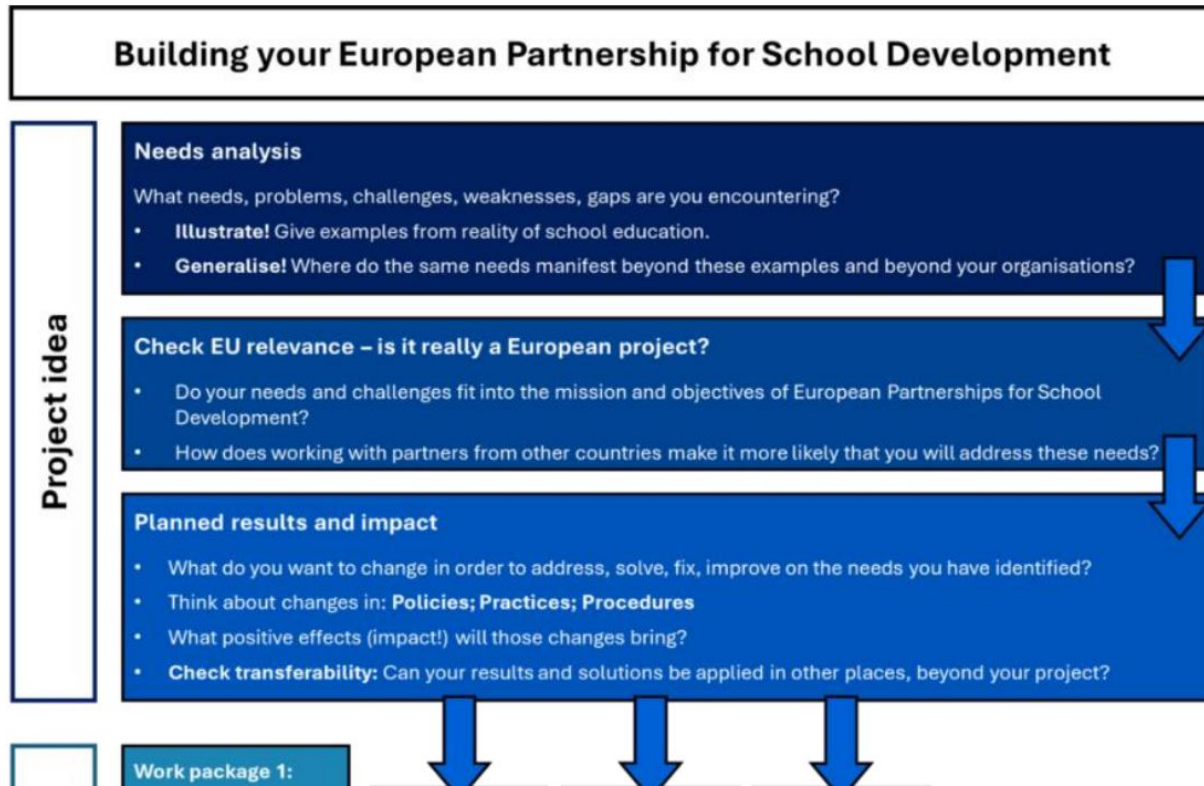 Building your European Partnership for School Development
Project idea
Needs analysis
What needs, problems, challenges, weaknesses, gaps are you encountering?
• Illustrate! Give examples from reality of school education.
• Generalise! Where do the same needs manifest beyond these examples and beyond your organisations?
Check EU relevance – is it really a European project?
• Do your needs and challenges fit into the mission and objectives of European Partnerships for School
Development?
• How does working with partners from other countries make it more likely that you will address these needs?
Planned results and impact
• What do you want to change in order to address, solve, fix, improve on the needs you have identified?
• Think about changes in: Policies; Practices; Procedures
• What positive effects (impact!) will those changes bring?
• Check transferability: Can your results and solutions be applied in other places, beyond your project?
Work package 1: